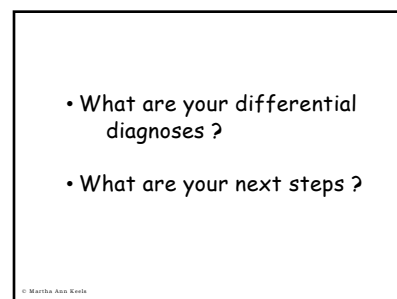 • What are your differential
diagnoses ?
• What are your next steps ?
© Martha Ann Keels